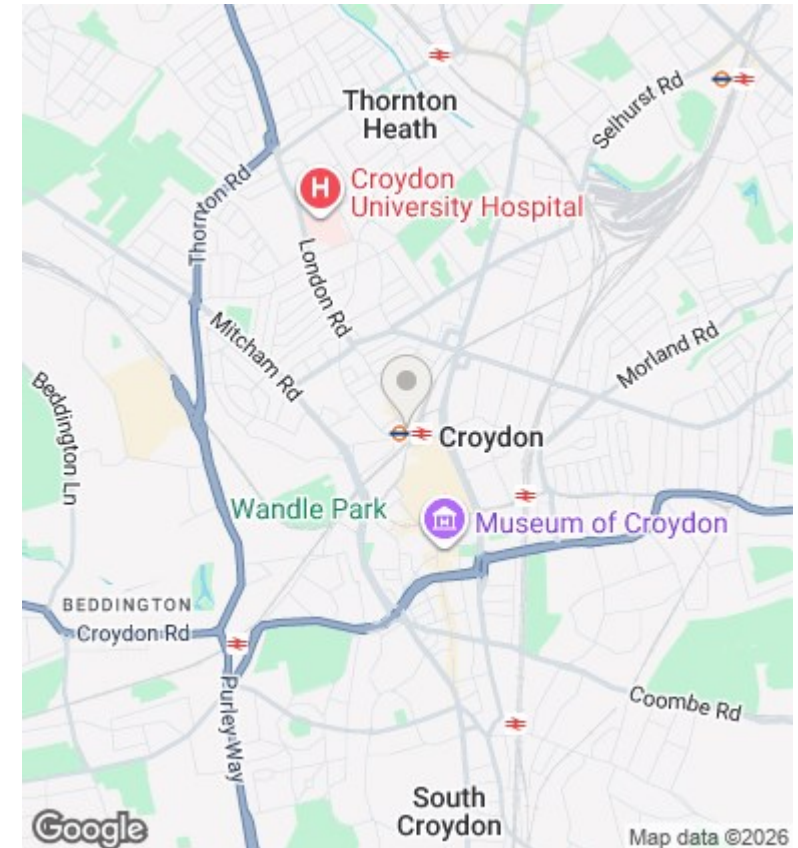 Thornton
Heath
Selhurst Rd
H
Croydon
University Hospital
Thornton Rd
London Rd
Mitcham Rd
Morland Rd
Beddington Ln
Croydon
Wandle Park
Museum of Croydon
BEDDINGTON
Croydon Rd
Purley Way
Coombe Rd
South
Croydon
Google
Map data ©2026